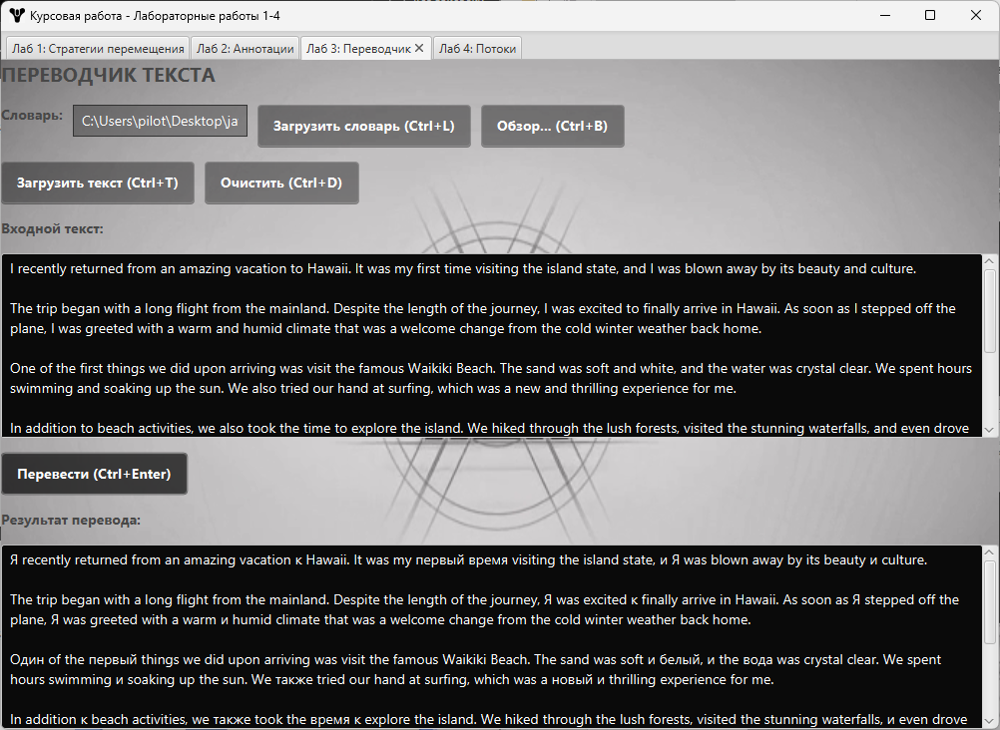 Курсовая работа - Лабораторные работы 1-4
Лаб 1: Стратегии перемещения Лаб 2: Аннотации Лаб 3: Переводчик Лаб 4: Потоки
ПЕРЕВОДЧИК ТЕКСТА
Словарь: C:\Users\pilot\Desktop\ja Загрузить словарь (Ctrl+L) Обзор... (Ctrl+B)
Загрузить текст (Ctrl+T) Очистить (Ctrl+D)
Входной текст:
I recently returned from an amazing vacation to Hawaii. It was my first time visiting the island state, and I was blown away by its beauty and culture.
The trip began with a long flight from the mainland. Despite the length of the journey, I was excited to finally arrive in Hawaii. As soon as I stepped off the
plane, I was greeted with a warm and humid climate that was a welcome change from the cold winter weather back home.
One of the first things we did upon arriving was visit the famous Waikiki Beach. The sand was soft and white, and the water was crystal clear. We spent hours
swimming and soaking up the sun. We also tried our hand at surfing, which was a new and thrilling experience for me.
In addition to beach activities, we also took the time to explore the island. We hiked through the lush forests, visited the stunning waterfalls, and even drove
Перевести (Ctrl+Enter)
Результат перевода:
Я recently returned from an amazing vacation к Hawaii. It was my первый время visiting the island state, и Я was blown away by its beauty и culture.
The trip began with a long flight from the mainland. Despite the length of the journey, Я was excited к finally arrive in Hawaii. As soon as Я stepped off the
plane, Я was greeted with a warm и humid climate that was a welcome change from the cold winter weather back home.
Один of the первый things we did upon arriving was visit the famous Waikiki Beach. The sand was soft и белый, и the вода was crystal clear. We spent
hours swimming и soaking up the sun. We также tried our hand at surfing, which was a новый и thrilling experience for me.
In addition к beach activities, we также took the время к explore the island. We hiked through the lush forests, visited the stunning waterfalls, и even drove